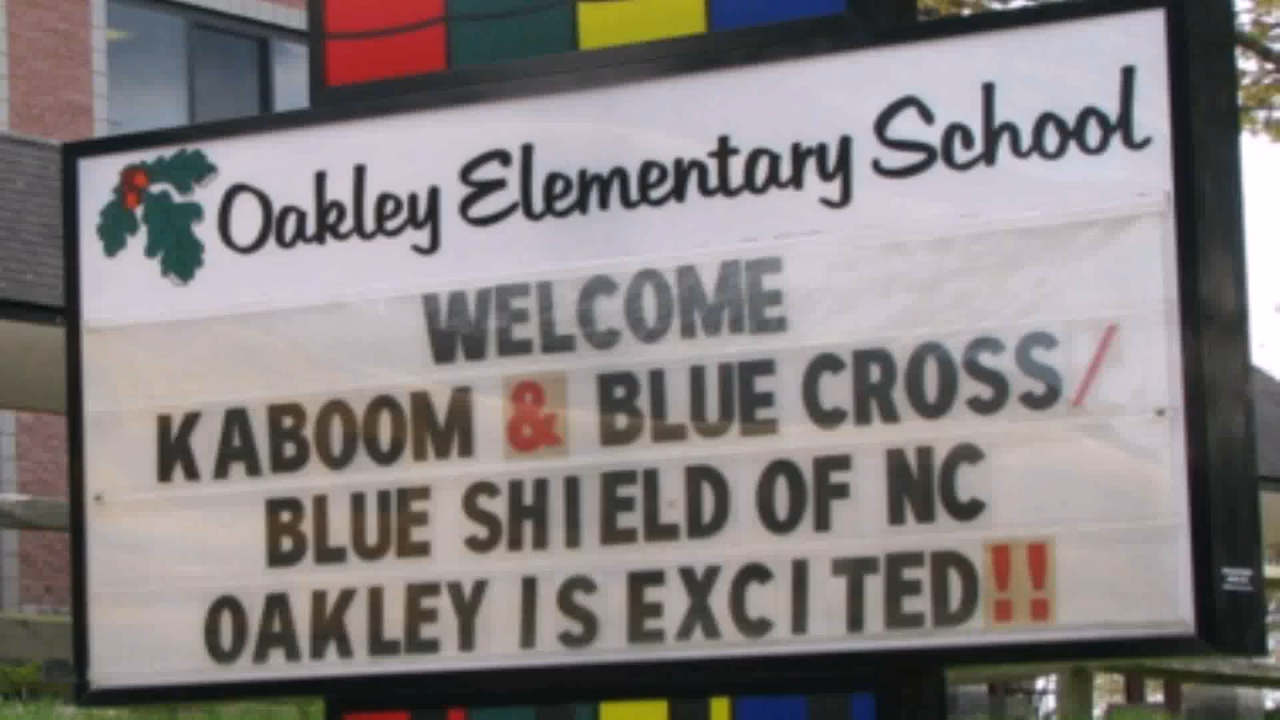 Oakley Elementary School
WELCOME
KABOOM & BLUE CROSS/
BLUE SHIELD OF NC
OAKLEY IS EXCITED!!